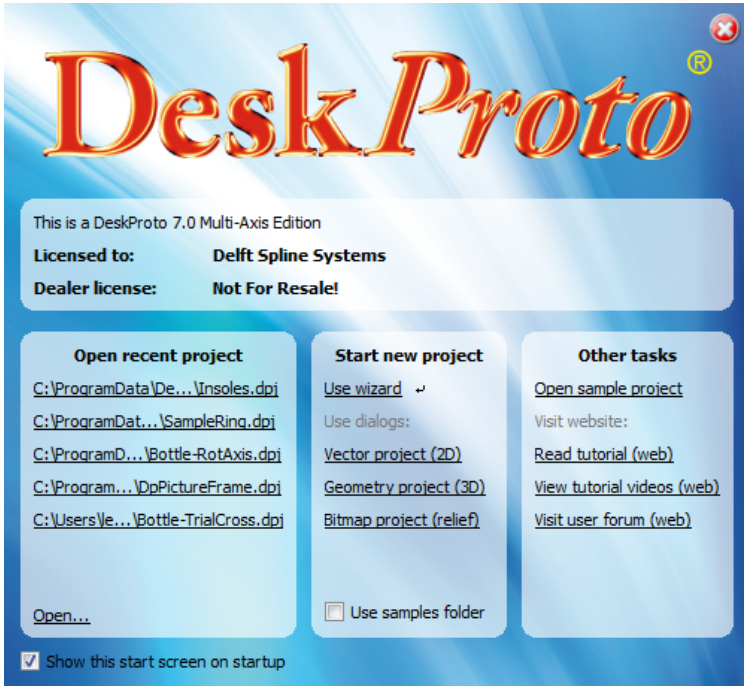 DeskProto®
This is a DeskProto 7.0 Multi-Axis Edition
Licensed to: Delft Spline Systems
Dealer license: Not For Resale!
Open recent project
C:\ProgramData\De...\Insoles.dpj
C:\ProgramDat...\SampleRing.dpj
C:\ProgramD...\Bottle-RotAxis.dpj
C:\Program...\DpPictureFrame.dpj
C:\Users\le...\Bottle-TrialCross.dpj
Open...
Start new project
Use wizard ↵
Use dialogs:
Vector project (2D)
Geometry project (3D)
Bitmap project (relief)
Use samples folder
Other tasks
Open sample project
Visit website:
Read tutorial (web)
View tutorial videos (web)
Visit user forum (web)
Show this start screen on startup